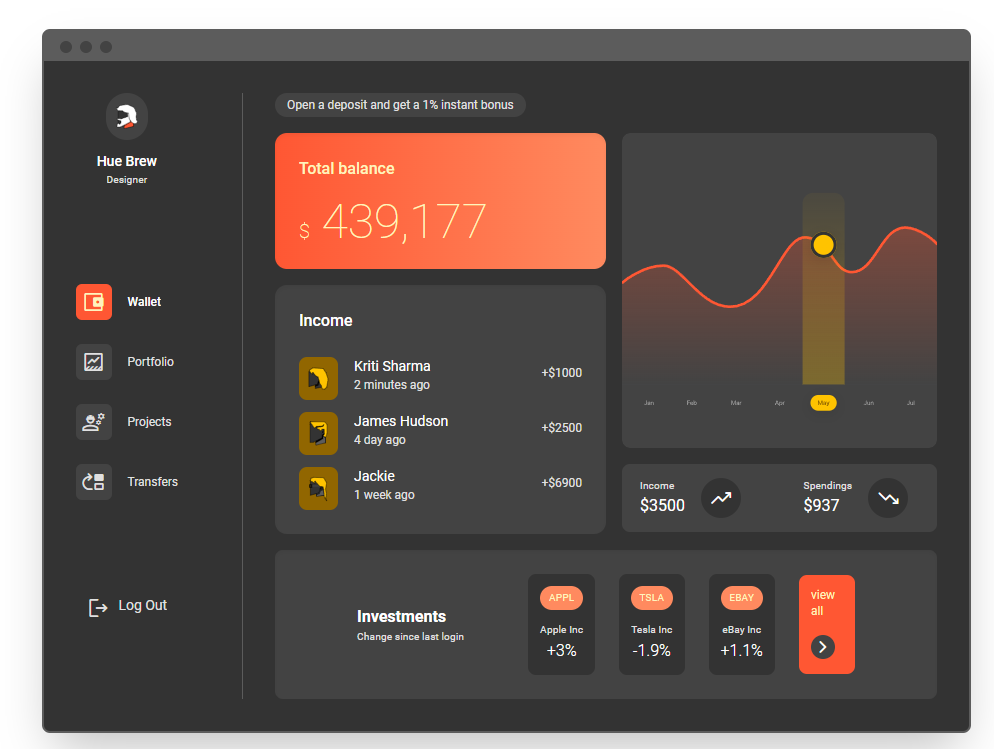 Hue Brew
Designer
Wallet
Portfolio
Projects
Transfers
Log Out
Open a deposit and get a 1% instant bonus
Total balance
$ 439,177
Income
Kriti Sharma
2 minutes ago
+$1000
James Hudson
4 day ago
+$2500
Jackie
1 week ago
+$6900
Jan Feb Mar Apr May Jun Jul
Income
$3500
Spendings
$937
Investments
Change since last login
APPL
Apple Inc
+3%
TSLA
Tesla Inc
-1.9%
EBAY
eBay Inc
+1.1%
view
all